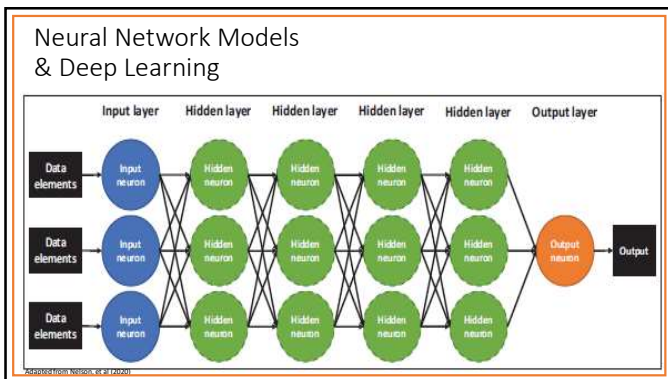 Neural Network Models
& Deep Learning
Input layer Hidden layer Hidden layer Hidden layer Hidden layer Output layer
Data
elements
Input
neuron
Hidden
neuron
Hidden
neuron
Hidden
neuron
Hidden
neuron
Data
elements
Input
neuron
Hidden
neuron
Hidden
neuron
Hidden
neuron
Hidden
neuron
Output
neuron
Output
Data
elements
Input
neuron
Hidden
neuron
Hidden
neuron
Hidden
neuron
Hidden
neuron
Adapted from Nelson, et al (2020)